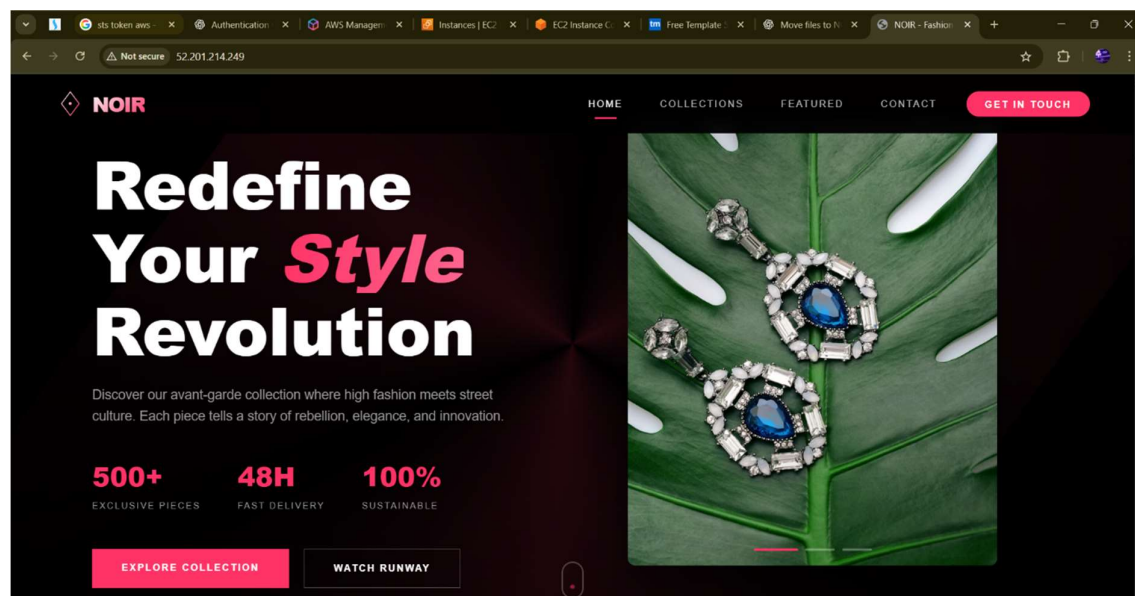 sts token aws -
Authentication
AWS Managem
Instances | EC2
EC2 Instance C
Free Template
Move files to N
NOIR - Fashion
Not secure
52.201.214.249
NOIR
HOME
COLLECTIONS
FEATURED
CONTACT
GET IN TOUCH
Redefine
Your Style
Revolution
Discover our avant-garde collection where high fashion meets street
culture. Each piece tells a story of rebellion, elegance, and innovation.
500+
48H
100%
EXCLUSIVE PIECES
FAST DELIVERY
SUSTAINABLE
EXPLORE COLLECTION
WATCH RUNWAY